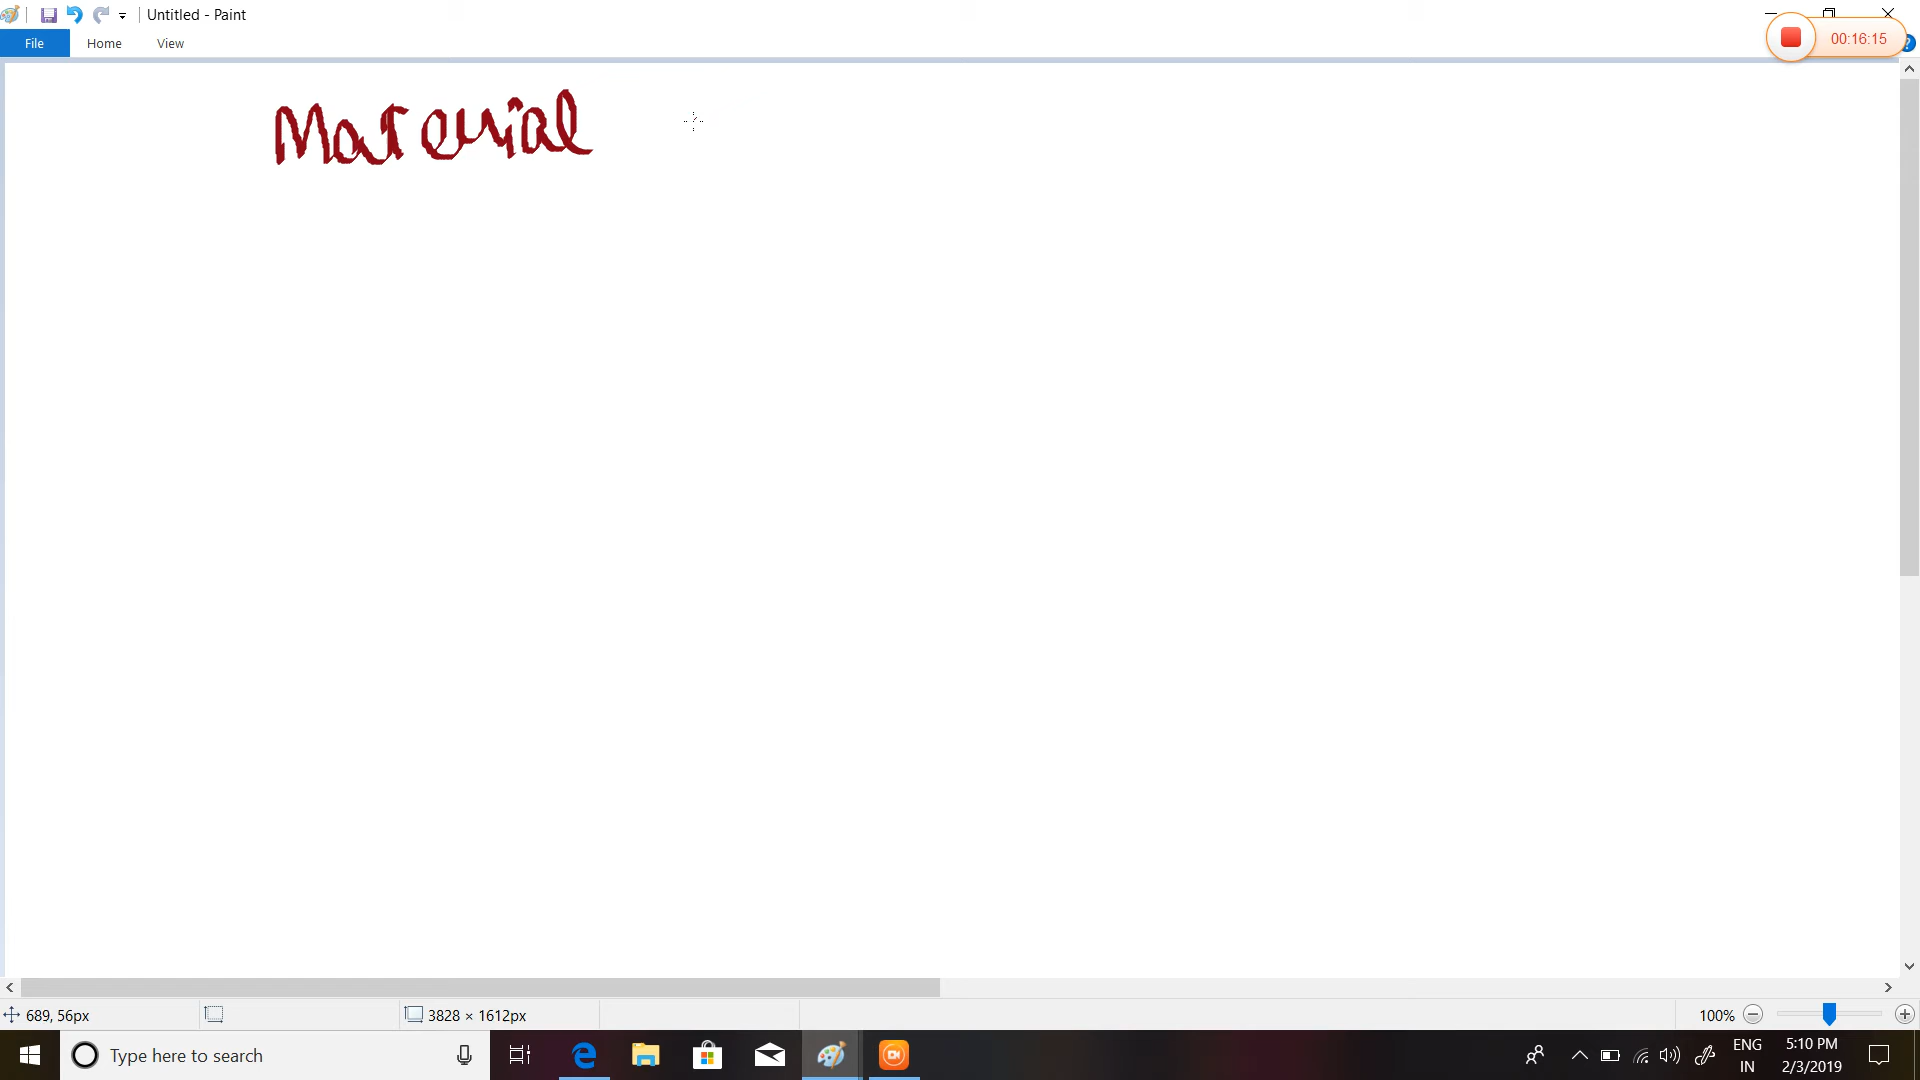 Untitled - Paint
00:16:15
File Home View
Material
689, 56px 3828 × 1612px 100%
Type here to search ENG 5:10 PM
IN 2/3/2019